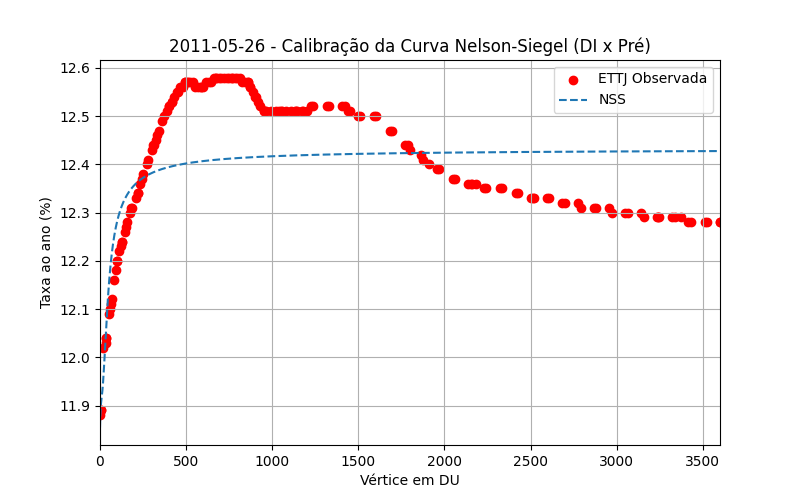 2011-05-26 - Calibração da Curva Nelson-Siegel (DI x Pré)
12.6
12.5
12.4
12.3
12.2
12.1
12.0
11.9
Taxa ao ano (%)
ETTJ Observada
NSS
0 500 1000 1500 2000 2500 3000 3500
Vértice em DU